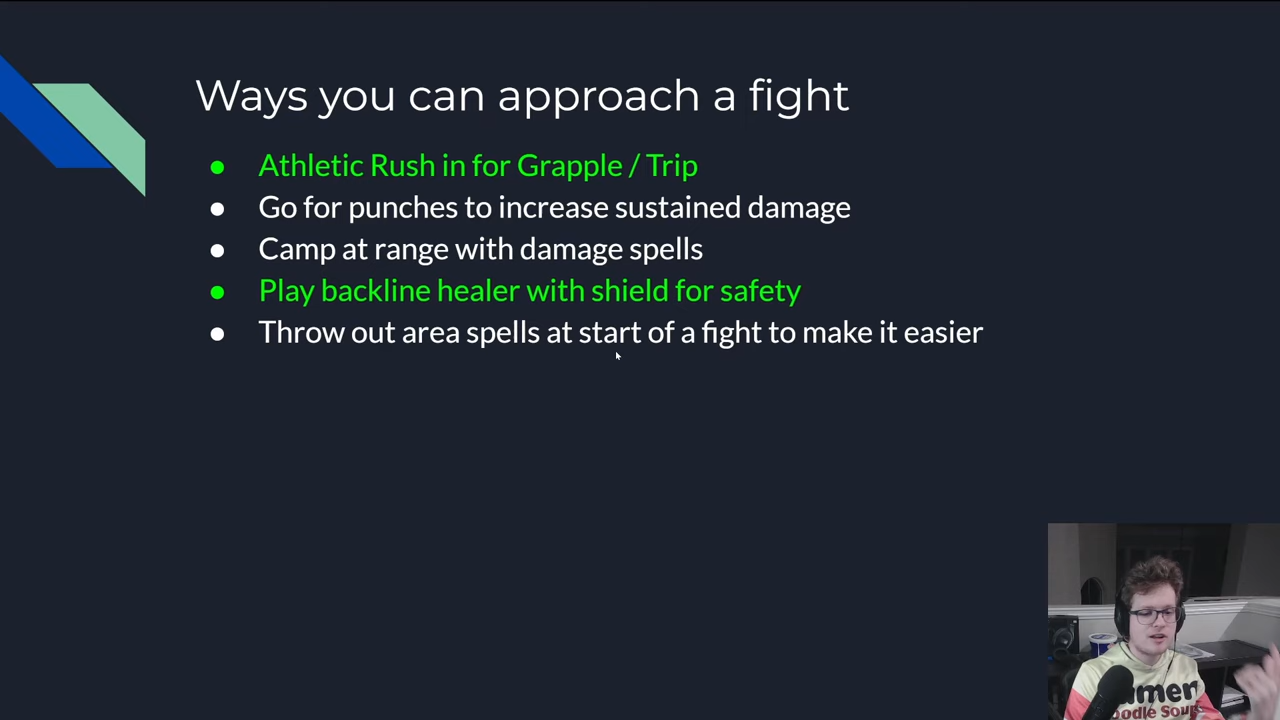 Ways you can approach a fight
● Athletic Rush in for Grapple / Trip
● Go for punches to increase sustained damage
● Camp at range with damage spells
● Play backline healer with shield for safety
● Throw out area spells at start of a fight to make it easier
oodle Soup